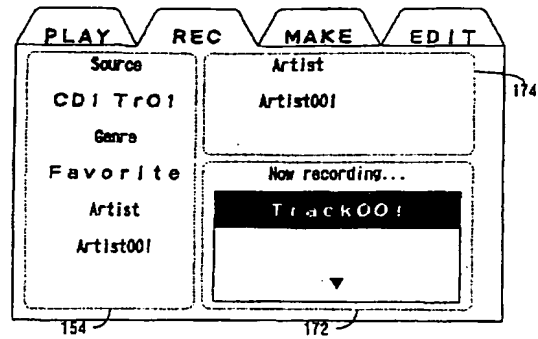 PLAY REC MAKE EDIT
Source
CD1 Tr01
Genre
Favorite
Artist
Artist001
Artist
Artist001
174
Now recording...
Track001
▼
154
172